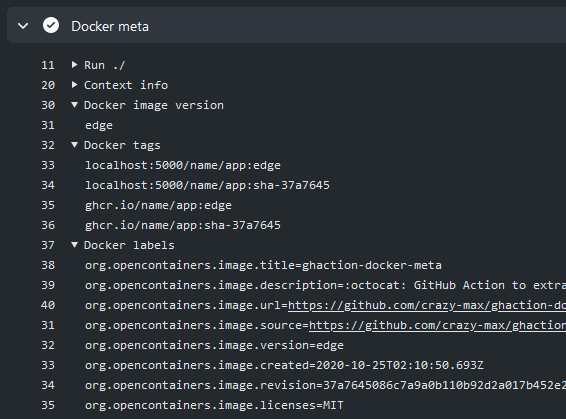 Docker meta
11 ▶ Run ./
20 ▶ Context info
30 ▼ Docker image version
31 edge
32 ▼ Docker tags
33 localhost:5000/name/app:edge
34 localhost:5000/name/app:sha-37a7645
35 ghcr.io/name/app:edge
36 ghcr.io/name/app:sha-37a7645
37 ▼ Docker labels
38 org.opencontainers.image.title=ghaction-docker-meta
39 org.opencontainers.image.description=:octocat: GitHub Action to extra
40 org.opencontainers.image.url=https://github.com/crazy-max/ghaction-do
31 org.opencontainers.image.source=https://github.com/crazy-max/ghaction
32 org.opencontainers.image.version=edge
33 org.opencontainers.image.created=2020-10-25T02:10:50.693Z
34 org.opencontainers.image.revision=37a7645086c7a9a0b110b92d2a017b452e2
35 org.opencontainers.image.licenses=MIT